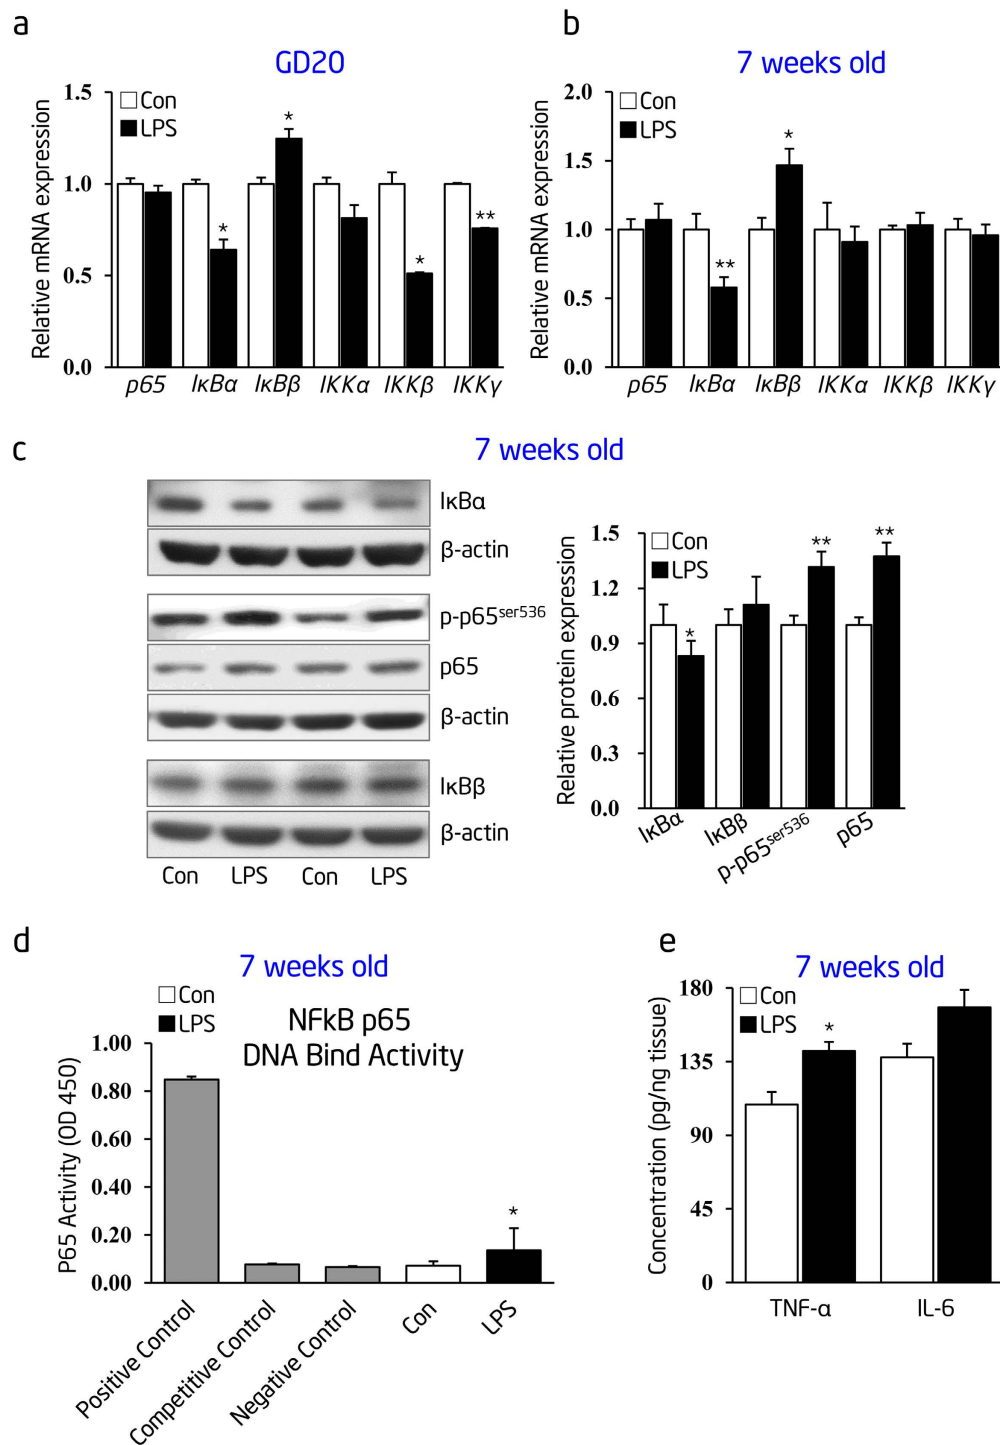 a
GD20
Relative mRNA expression
1.5
1.0
0.5
0.0
Con
LPS
*
*
*
**
p65 IκBα IκBβ IKKα IKKβ IKKγ
b
7 weeks old
Relative mRNA expression
2.0
1.5
1.0
0.5
0.0
Con
LPS
**
*
p65 IκBα IκBβ IKKα IKKβ IKKγ
c
7 weeks old
IκBα
β-actin
p-p65ser536
p65
β-actin
IκBβ
β-actin
Con LPS Con LPS
Relative protein expression
1.5
1.2
0.9
0.6
0.3
0.0
Con
LPS
*
**
**
IκBα IκBβ p-p65ser536 p65
d
7 weeks old
Con
LPS
NFkB p65
DNA Bind Activity
P65 Activity (OD 450)
1.00
0.80
0.60
0.40
0.20
0.00
*
Positive Control
Competitive Control
Negative Control
Con
LPS
e
7 weeks old
Concentration (pg/ng tissue)
180
135
90
45
0
Con
LPS
*
TNF-α IL-6